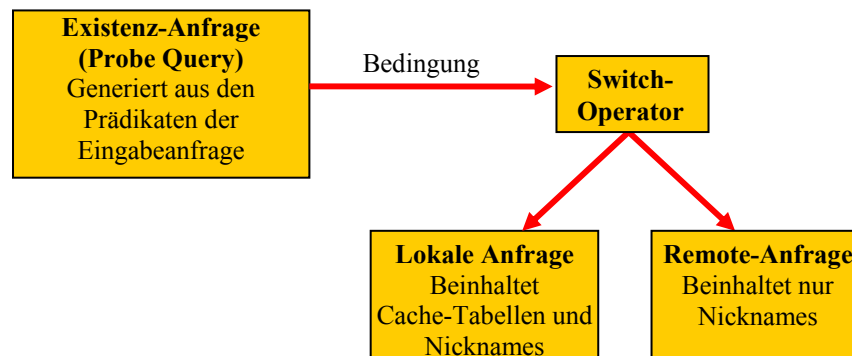 Existenz-Anfrage
(Probe Query)
Generiert aus den
Prädikaten der
Eingabeanfrage
Bedingung
Switch-
Operator
Lokale Anfrage
Beinhaltet
Cache-Tabellen und
Nicknames
Remote-Anfrage
Beinhaltet nur
Nicknames